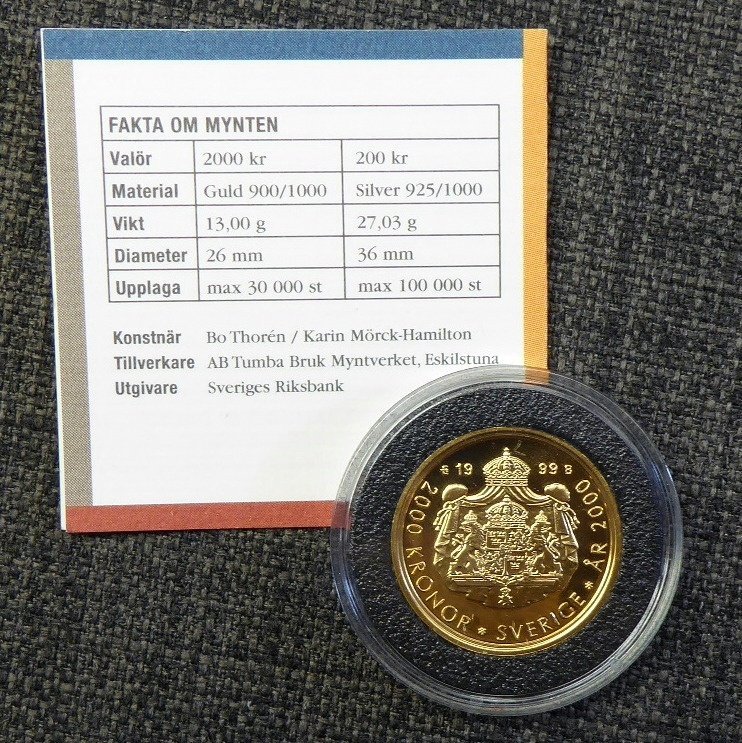 FAKTA OM MYNTEN
Valör 2000 kr 200 kr
Material Guld 900/1000 Silver 925/1000
Vikt 13,00 g 27,03 g
Diameter 26 mm 36 mm
Upplaga max 30 000 st max 100 000 st
Konstnär Bo Thorén / Karin Mörck-Hamilton
Tillverkare AB Tumba Bruk Myntverket, Eskilstuna
Utgivare Sveriges Riksbank
19 99 B
2000 KRONOR * SVERIGE * ÅR 2000